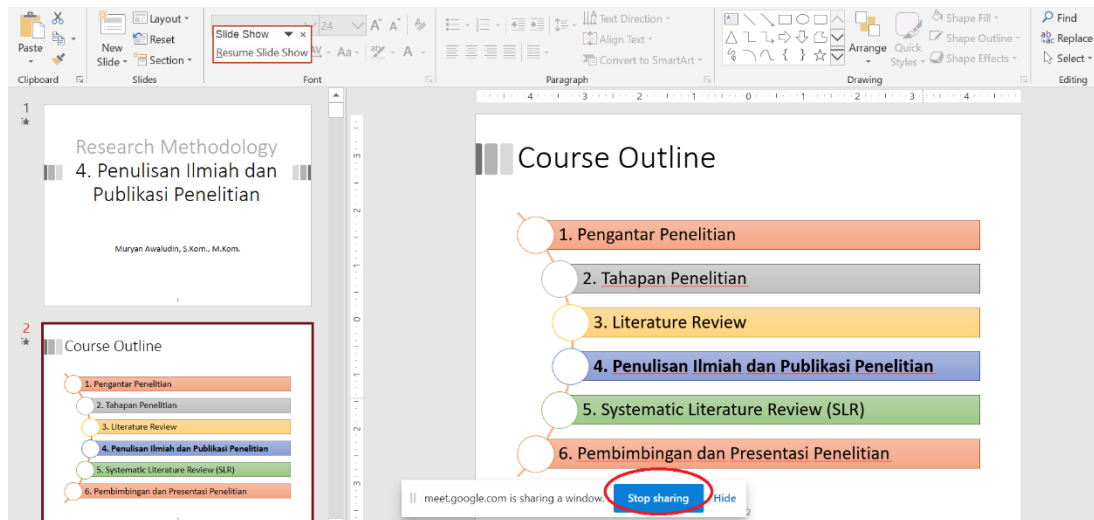 Paste
New
Slide
Layout
Reset
Section
Slide Show
Resume Slide Show
24
Aa
Text Direction
Align Text
Convert to SmartArt
Arrange
Quick
Styles
Shape Fill
Shape Outline
Shape Effects
Find
Replace
Select
Clipboard
Slides
Font
Paragraph
Drawing
Editing
1
Research Methodology
4. Penulisan Ilmiah dan
Publikasi Penelitian
Muryan Awaludin, S.Kom., M.Kom.
2
Course Outline
1. Pengantar Penelitian
2. Tahapan Penelitian
3. Literature Review
4. Penulisan Ilmiah dan Publikasi Penelitian
5. Systematic Literature Review (SLR)
6. Pembimbingan dan Presentasi Penelitian
Course Outline
1. Pengantar Penelitian
2. Tahapan Penelitian
3. Literature Review
4. Penulisan Ilmiah dan Publikasi Penelitian
5. Systematic Literature Review (SLR)
6. Pembimbingan dan Presentasi Penelitian
meet.google.com is sharing a window.
Stop sharing
Hide
2